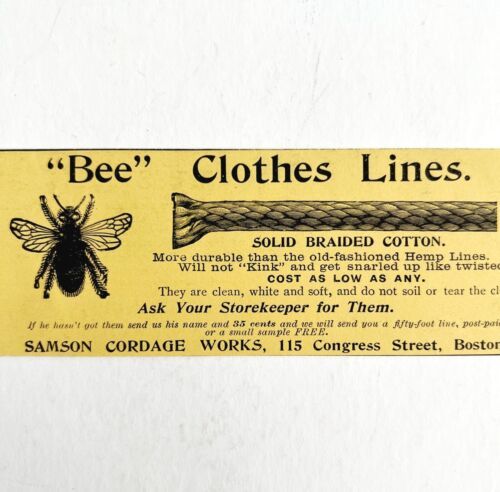 "Bee" Clothes Lines.
SOLID BRAIDED COTTON.
More durable than the old-fashioned Hemp Lines.
Will not "Kink" and get snarled up like twisted
COST AS LOW AS ANY.
They are clean, white and soft, and do not soil or tear the cl
Ask Your Storekeeper for Them.
If he hasn't got them send us his name and 35 cents and we will send you a fifty-foot line, post-paid
or a small sample FREE.
SAMSON CORDAGE WORKS, 115 Congress Street, Boston